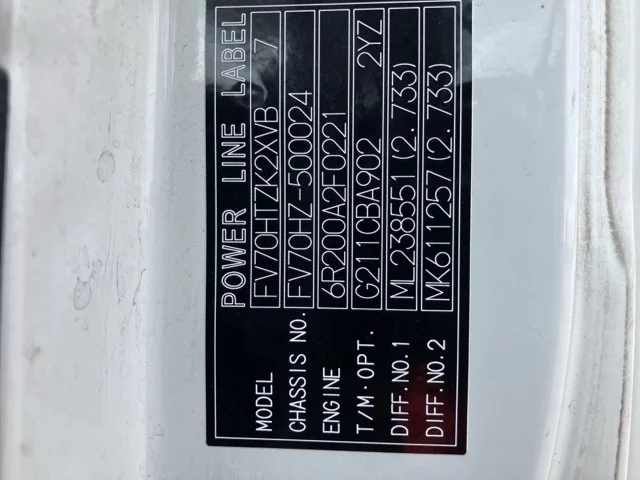 POWER LINE LABEL
MODEL FV70HTZK2XVB 7
CHASSIS NO. FV70HZ-500024
ENGINE 6R200A2F0221
T/M·OPT. G211CBA902 2YZ
DIFF.NO.1 ML238551(2.733)
DIFF.NO.2 MK611257(2.733)